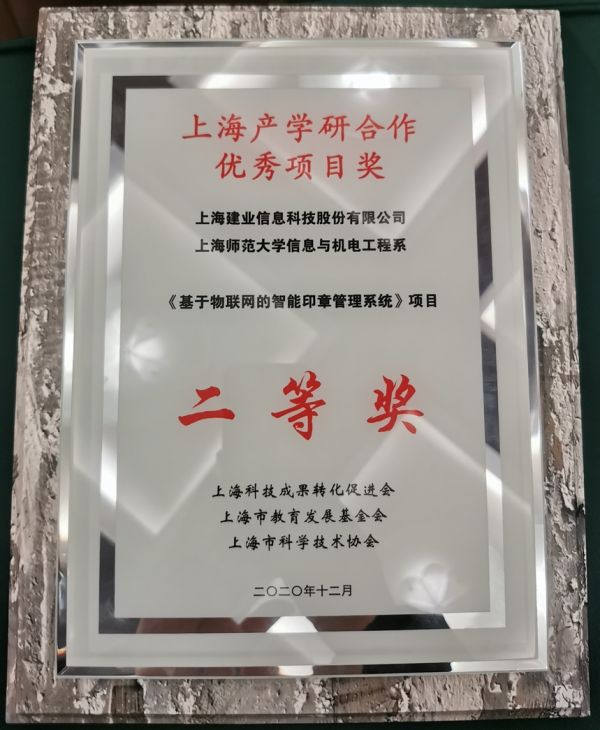 上海产学研合作
优秀项目奖
上海建业信息科技股份有限公司
上海师范大学信息与机电工程系
《基于物联网的智能印章管理系统》项目
二等奖
上海科技成果转化促进会
上海市教育发展基金会
上海市科学技术协会
二〇二〇年十二月